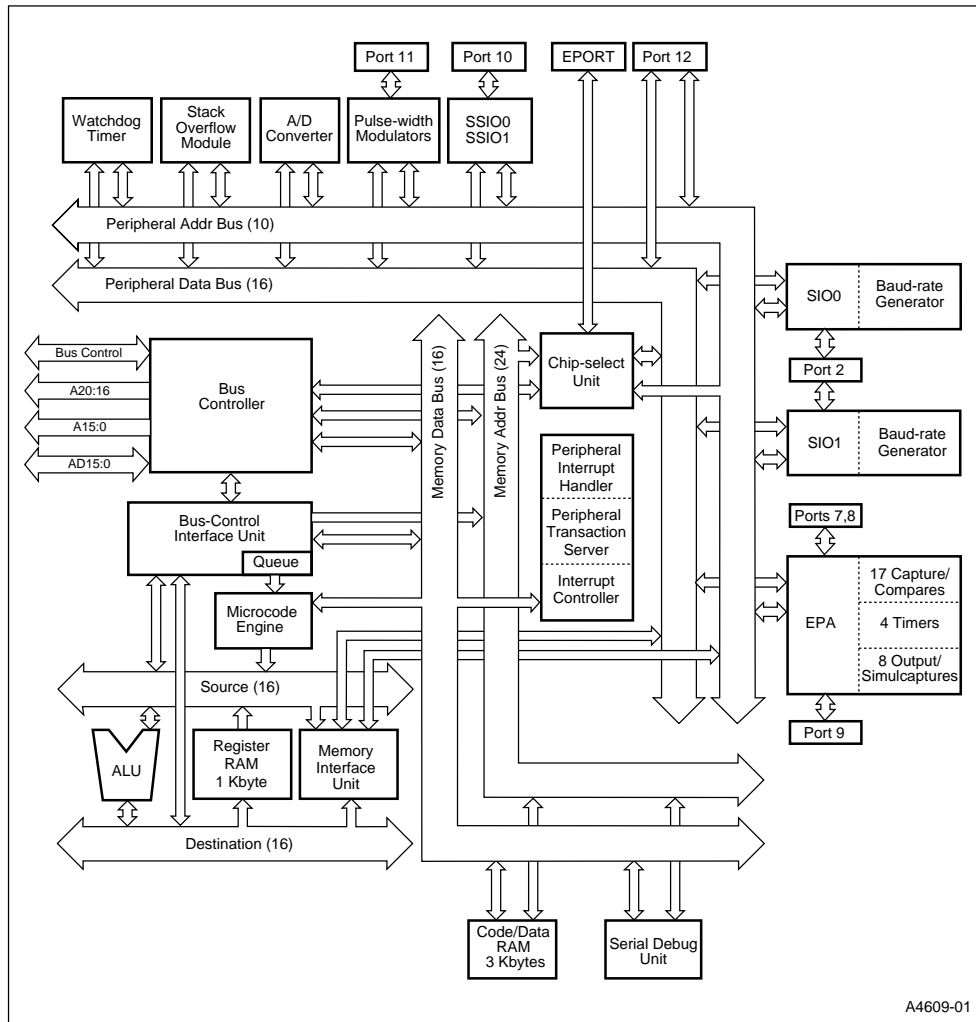 Port 11
Port 10
EPORT
Port 12
Watchdog
Timer
Stack
Overflow
Module
A/D
Converter
Pulse-width
Modulators
SSIO0
SSIO1
Peripheral Addr Bus (10)
Peripheral Data Bus (16)
SIO0
Baud-rate
Generator
Port 2
SIO1
Baud-rate
Generator
Bus Control
A20:16
A15:0
AD15:0
Bus
Controller
Memory Data Bus (16)
Memory Addr Bus (24)
Chip-select
Unit
Peripheral
Interrupt
Handler
Peripheral
Transaction
Server
Interrupt
Controller
Bus-Control
Interface Unit
Queue
Microcode
Engine
Ports 7,8
EPA
17 Capture/
Compares
4 Timers
8 Output/
Simulcaptures
Port 9
Source (16)
ALU
Register
RAM
1 Kbyte
Memory
Interface
Unit
Destination (16)
Code/Data
RAM
3 Kbytes
Serial Debug
Unit
A4609-01